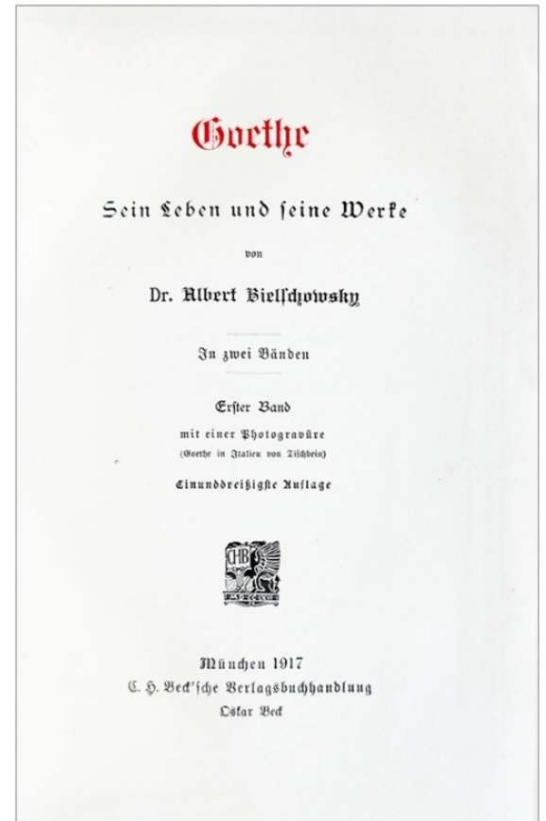 Goethe
Sein Leben und seine Werke
von
Dr. Albert Bielschowsky
In zwei Bänden
Erster Band
mit einer Photogravüre
(Goethe in Italien von Tischbein)
Einunddreißigste Auflage
CHB
München 1917
C. H. Beck'sche Verlagsbuchhandlung
Oskar Beck